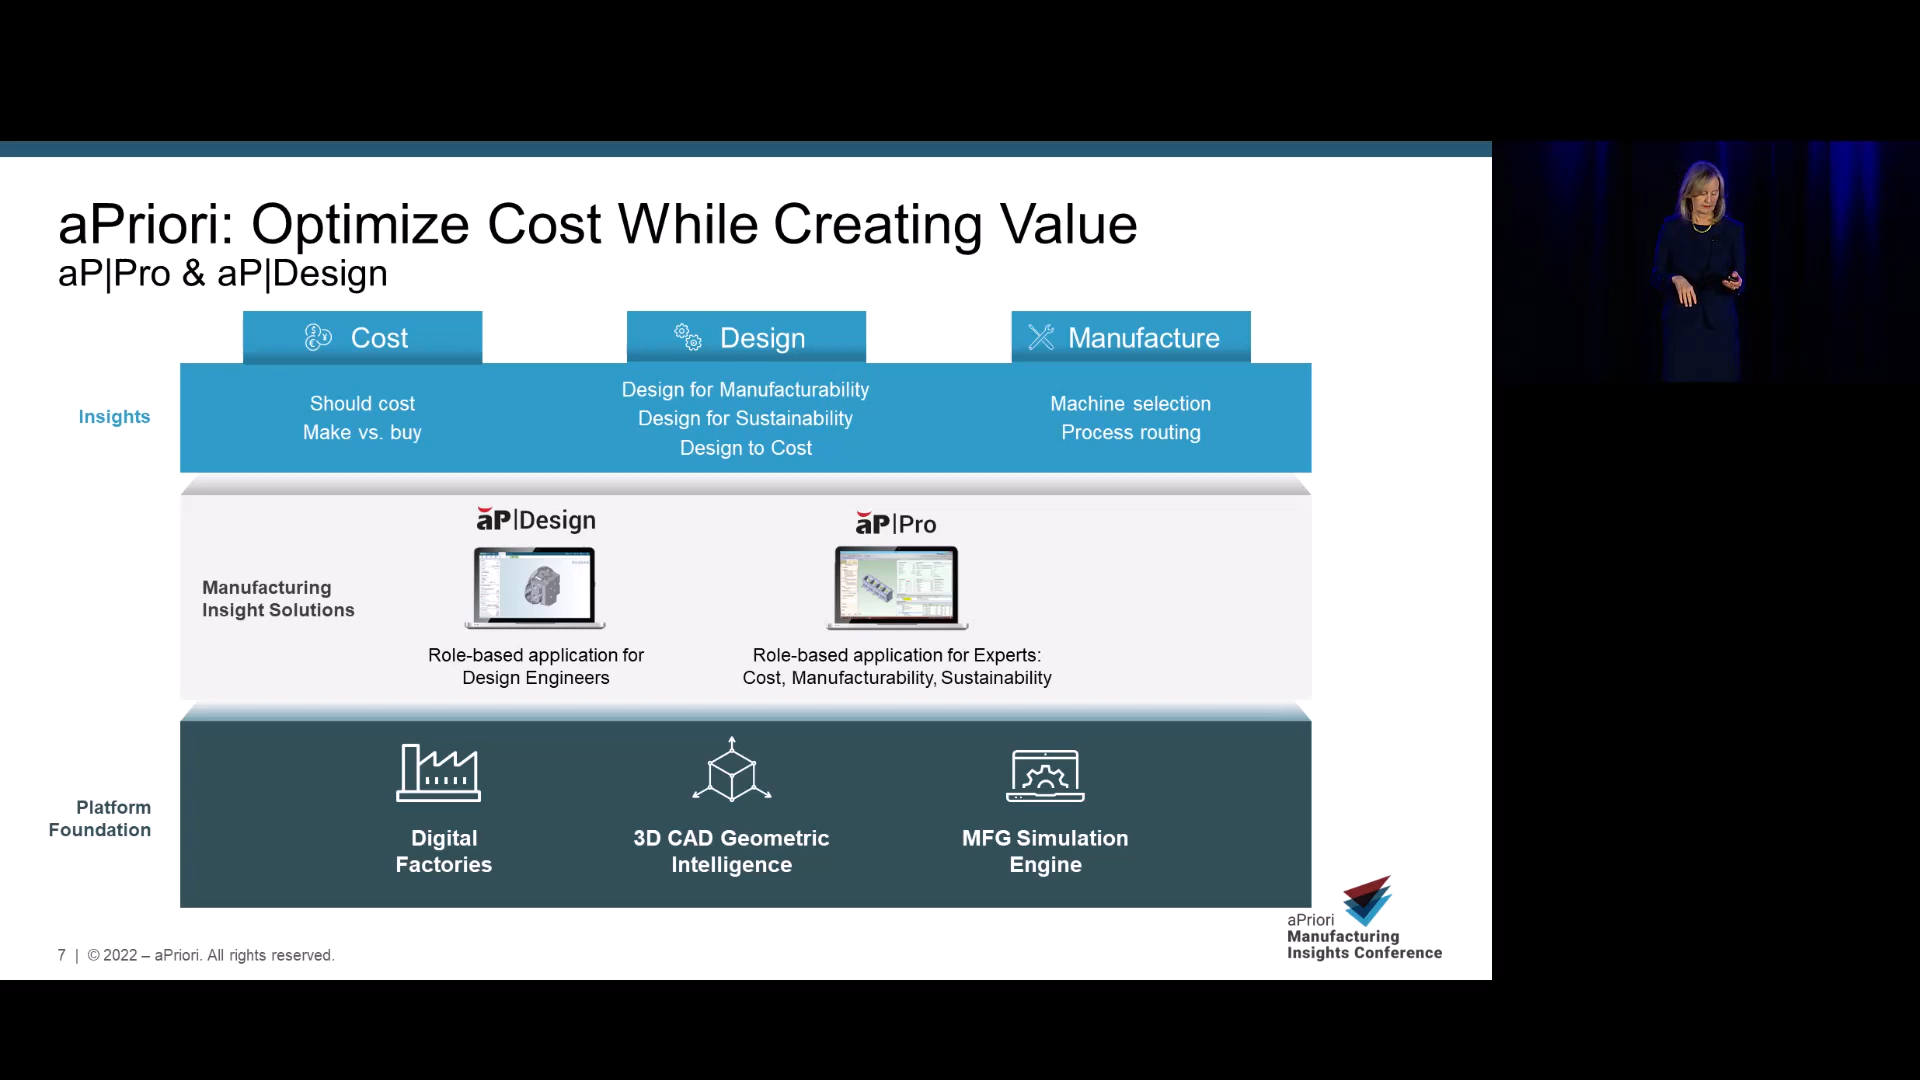 aPriori: Optimize Cost While Creating Value
aP|Pro & aP|Design
Cost
Design
Manufacture
Insights
Should cost
Make vs. buy
Design for Manufacturability
Design for Sustainability
Design to Cost
Machine selection
Process routing
Manufacturing
Insight Solutions
aP|Design
Role-based application for
Design Engineers
aP|Pro
Role-based application for Experts:
Cost, Manufacturability, Sustainability
Platform
Foundation
Digital
Factories
3D CAD Geometric
Intelligence
MFG Simulation
Engine
aPriori
Manufacturing
Insights Conference
7 | © 2022 – aPriori. All rights reserved.